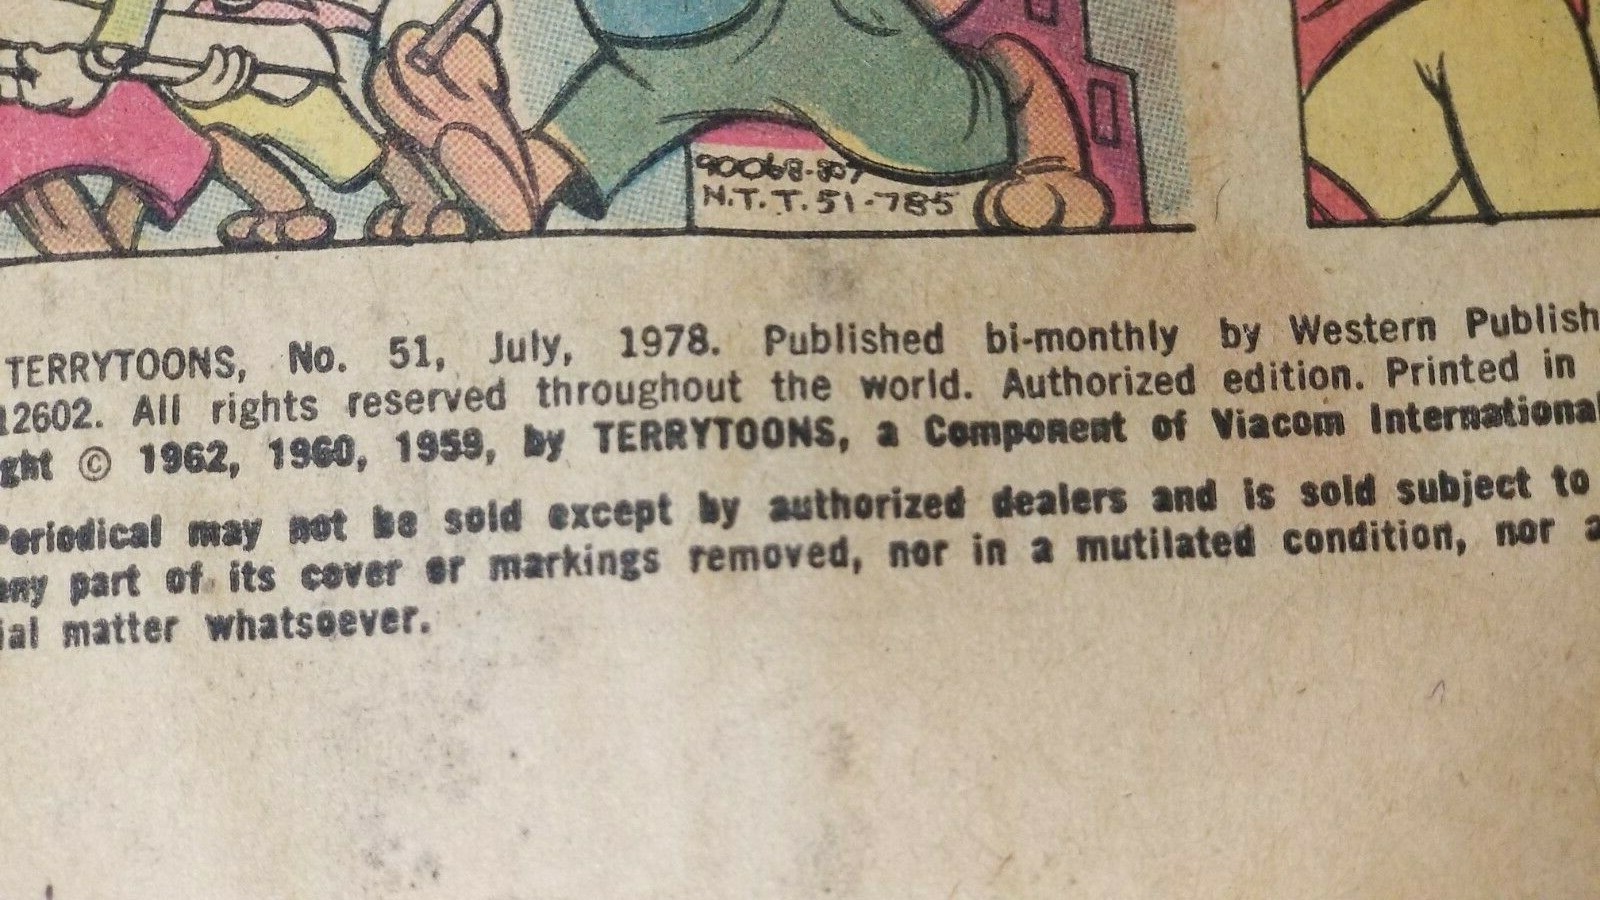 90068-807
N.T.T. 51-785
TERRYTOONS, No. 51, July, 1978. Published bi-monthly by Western Publish
12602. All rights reserved throughout the world. Authorized edition. Printed in
ght © 1962, 1960, 1959, by TERRYTOONS, a Component of Viacom International
Periodical may not be sold except by authorized dealers and is sold subject to
any part of its cover or markings removed, nor in a mutilated condition, nor a
ial matter whatsoever.